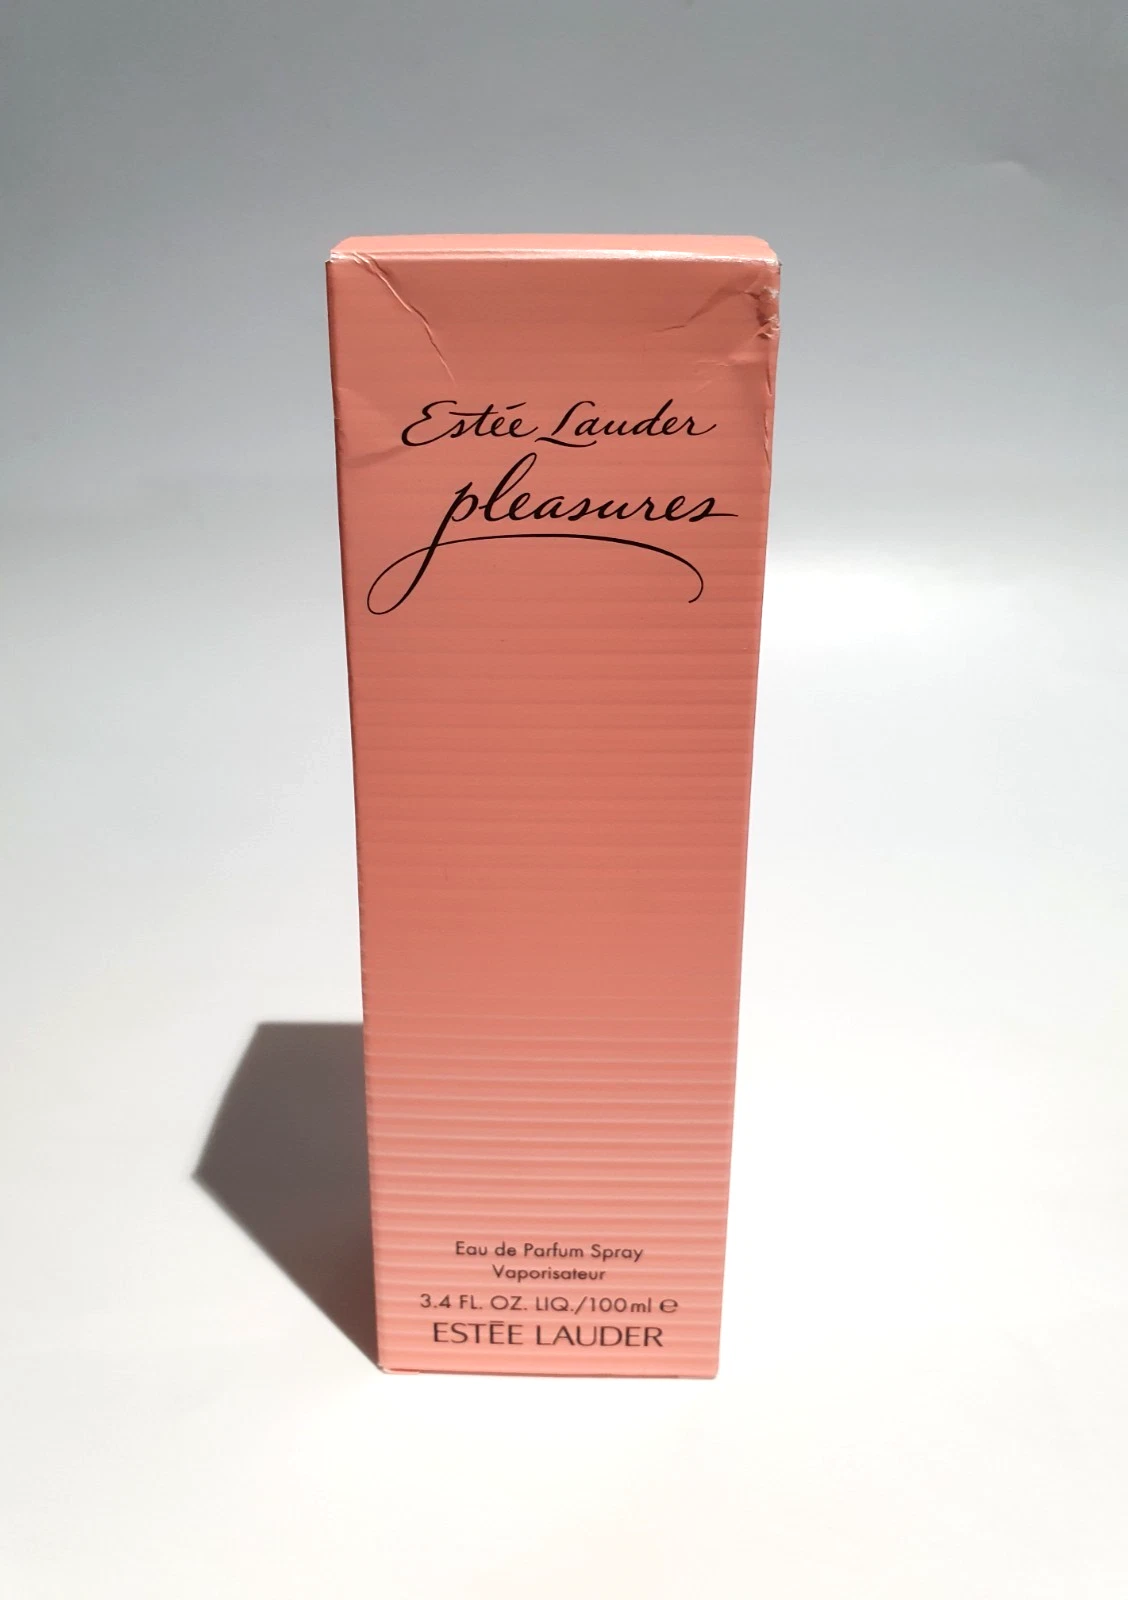 Estée Lauder
pleasures
Eau de Parfum Spray
Vaporisateur
3.4 FL. OZ. LIQ./100ml ℮
ESTĒE LAUDER